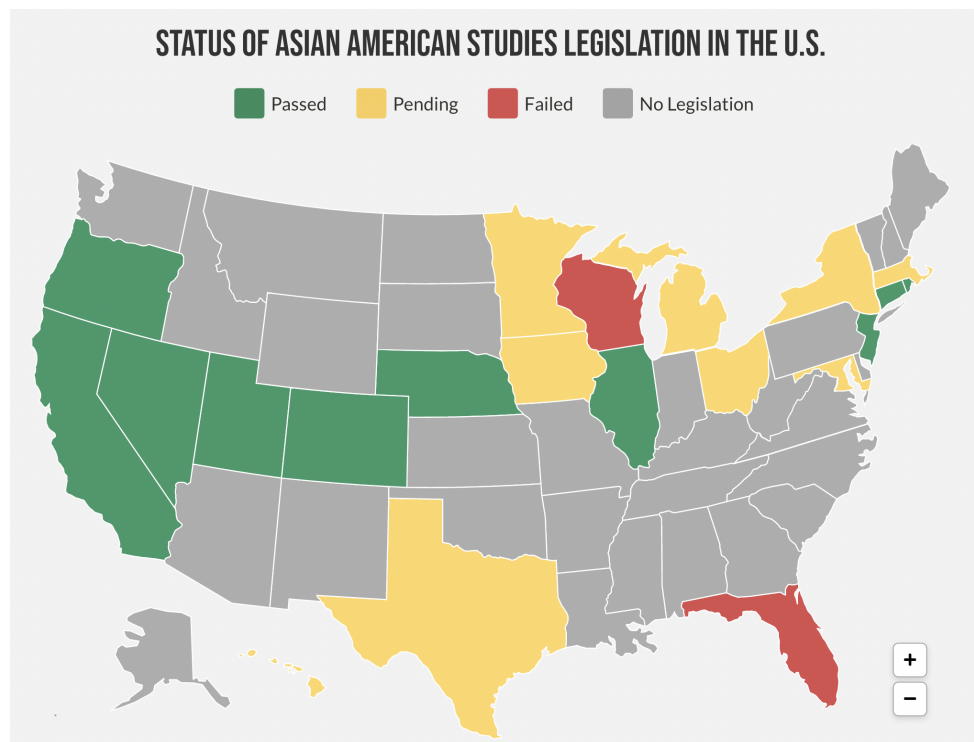 STATUS OF ASIAN AMERICAN STUDIES LEGISLATION IN THE U.S.
Passed Pending Failed No Legislation
+
−